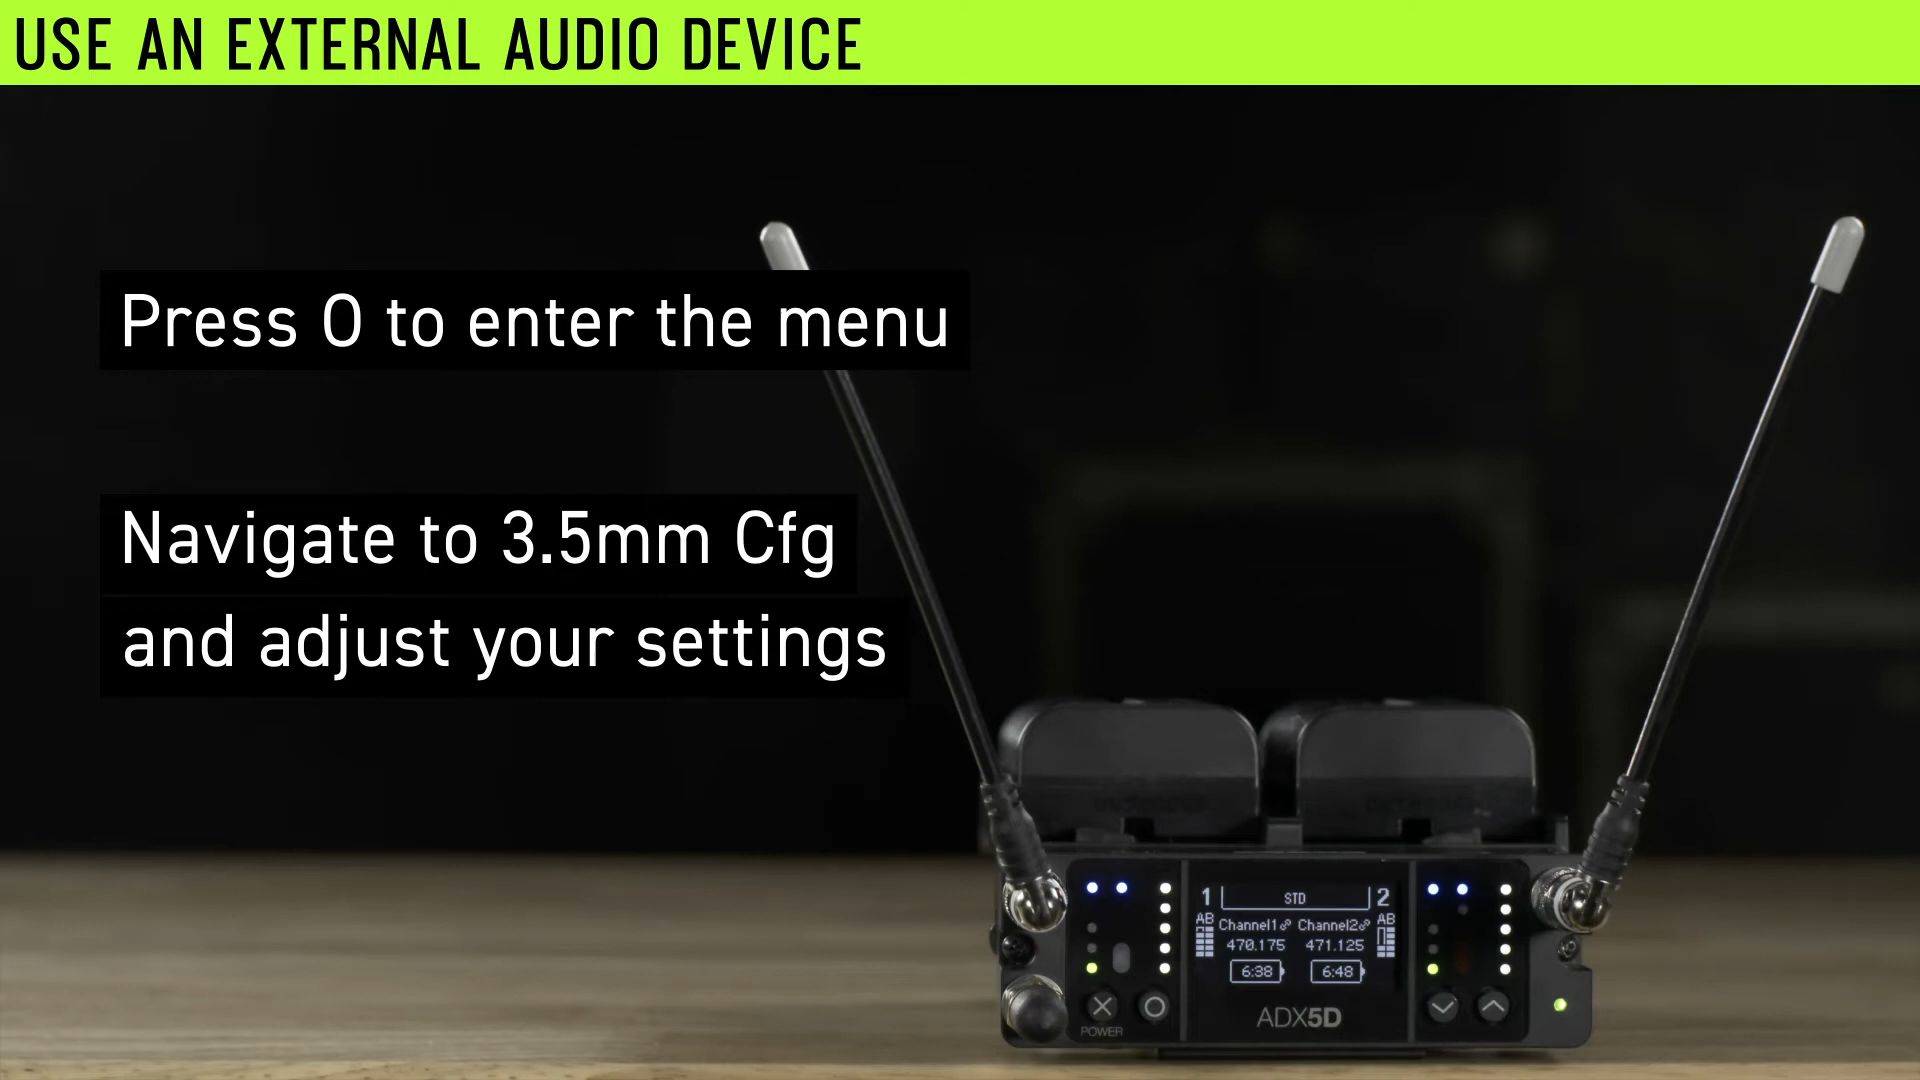 USE AN EXTERNAL AUDIO DEVICE
Press O to enter the menu
Navigate to 3.5mm Cfg
and adjust your settings
1 STD 2
AB Channel1 Channel2 AB
470.175 471.125
6:38 6:48
ADX5D
POWER